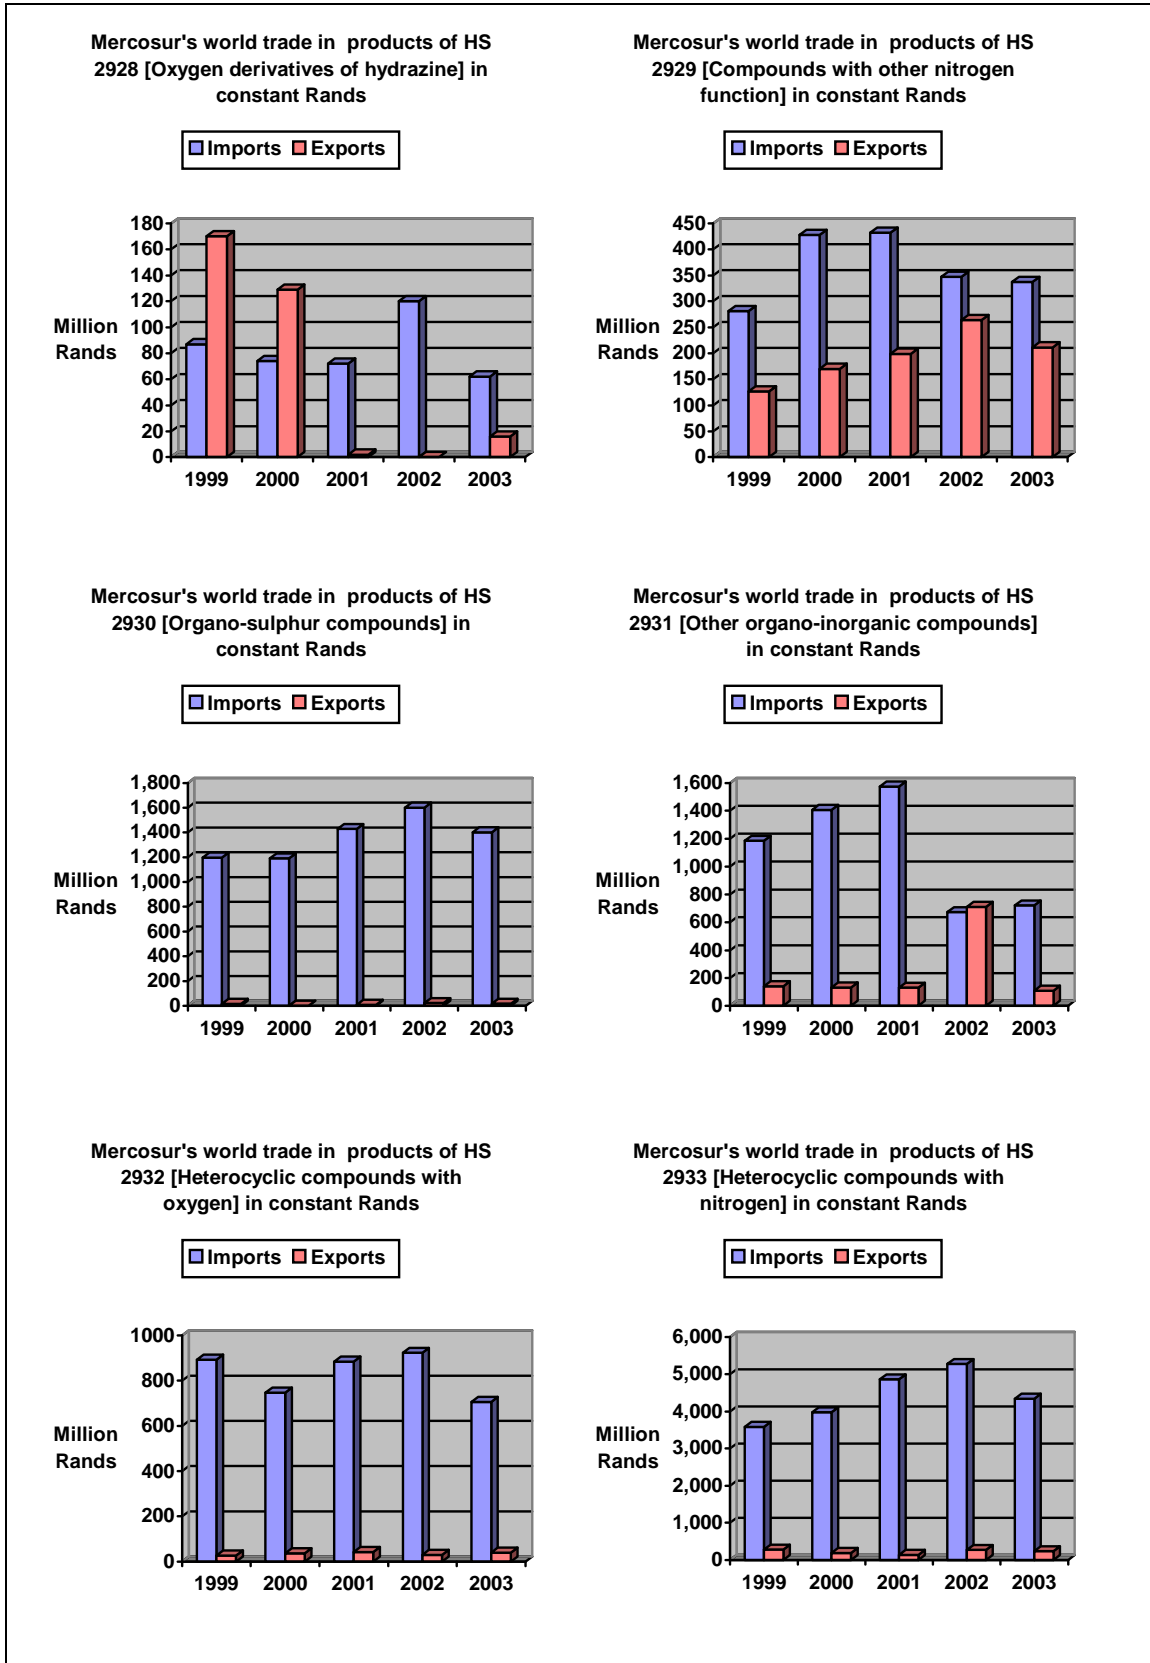 Mercosur's world trade in products of HS
2928 [Oxygen derivatives of hydrazine] in
constant Rands
Imports Exports
180
160
140
120
100
80
60
40
20
0
Million
Rands
1999 2000 2001 2002 2003
Mercosur's world trade in products of HS
2929 [Compounds with other nitrogen
function] in constant Rands
Imports Exports
450
400
350
300
250
200
150
100
50
0
Million
Rands
1999 2000 2001 2002 2003
Mercosur's world trade in products of HS
2930 [Organo-sulphur compounds] in
constant Rands
Imports Exports
1,800
1,600
1,400
1,200
1,000
800
600
400
200
0
Million
Rands
1999 2000 2001 2002 2003
Mercosur's world trade in products of HS
2931 [Other organo-inorganic compounds]
in constant Rands
Imports Exports
1,600
1,400
1,200
1,000
800
600
400
200
0
Million
Rands
1999 2000 2001 2002 2003
Mercosur's world trade in products of HS
2932 [Heterocyclic compounds with
oxygen] in constant Rands
Imports Exports
1000
800
600
400
200
0
Million
Rands
1999 2000 2001 2002 2003
Mercosur's world trade in products of HS
2933 [Heterocyclic compounds with
nitrogen] in constant Rands
Imports Exports
6,000
5,000
4,000
3,000
2,000
1,000
0
Million
Rands
1999 2000 2001 2002 2003